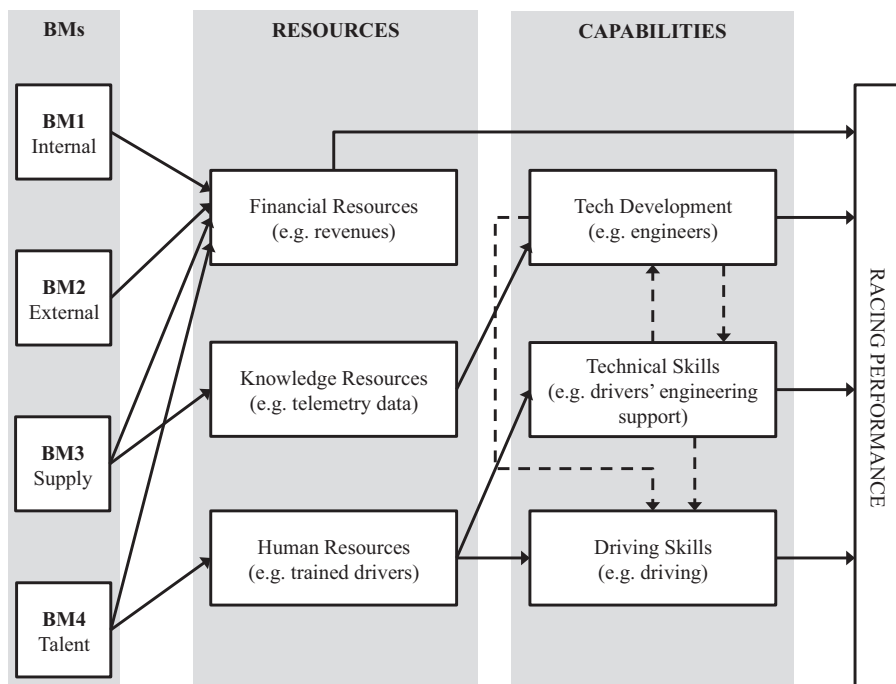 BMs
RESOURCES
CAPABILITIES
BM1
Internal
BM2
External
BM3
Supply
BM4
Talent
Financial Resources
(e.g. revenues)
Knowledge Resources
(e.g. telemetry data)
Human Resources
(e.g. trained drivers)
Tech Development
(e.g. engineers)
Technical Skills
(e.g. drivers’ engineering
support)
Driving Skills
(e.g. driving)
RACING PERFORMANCE